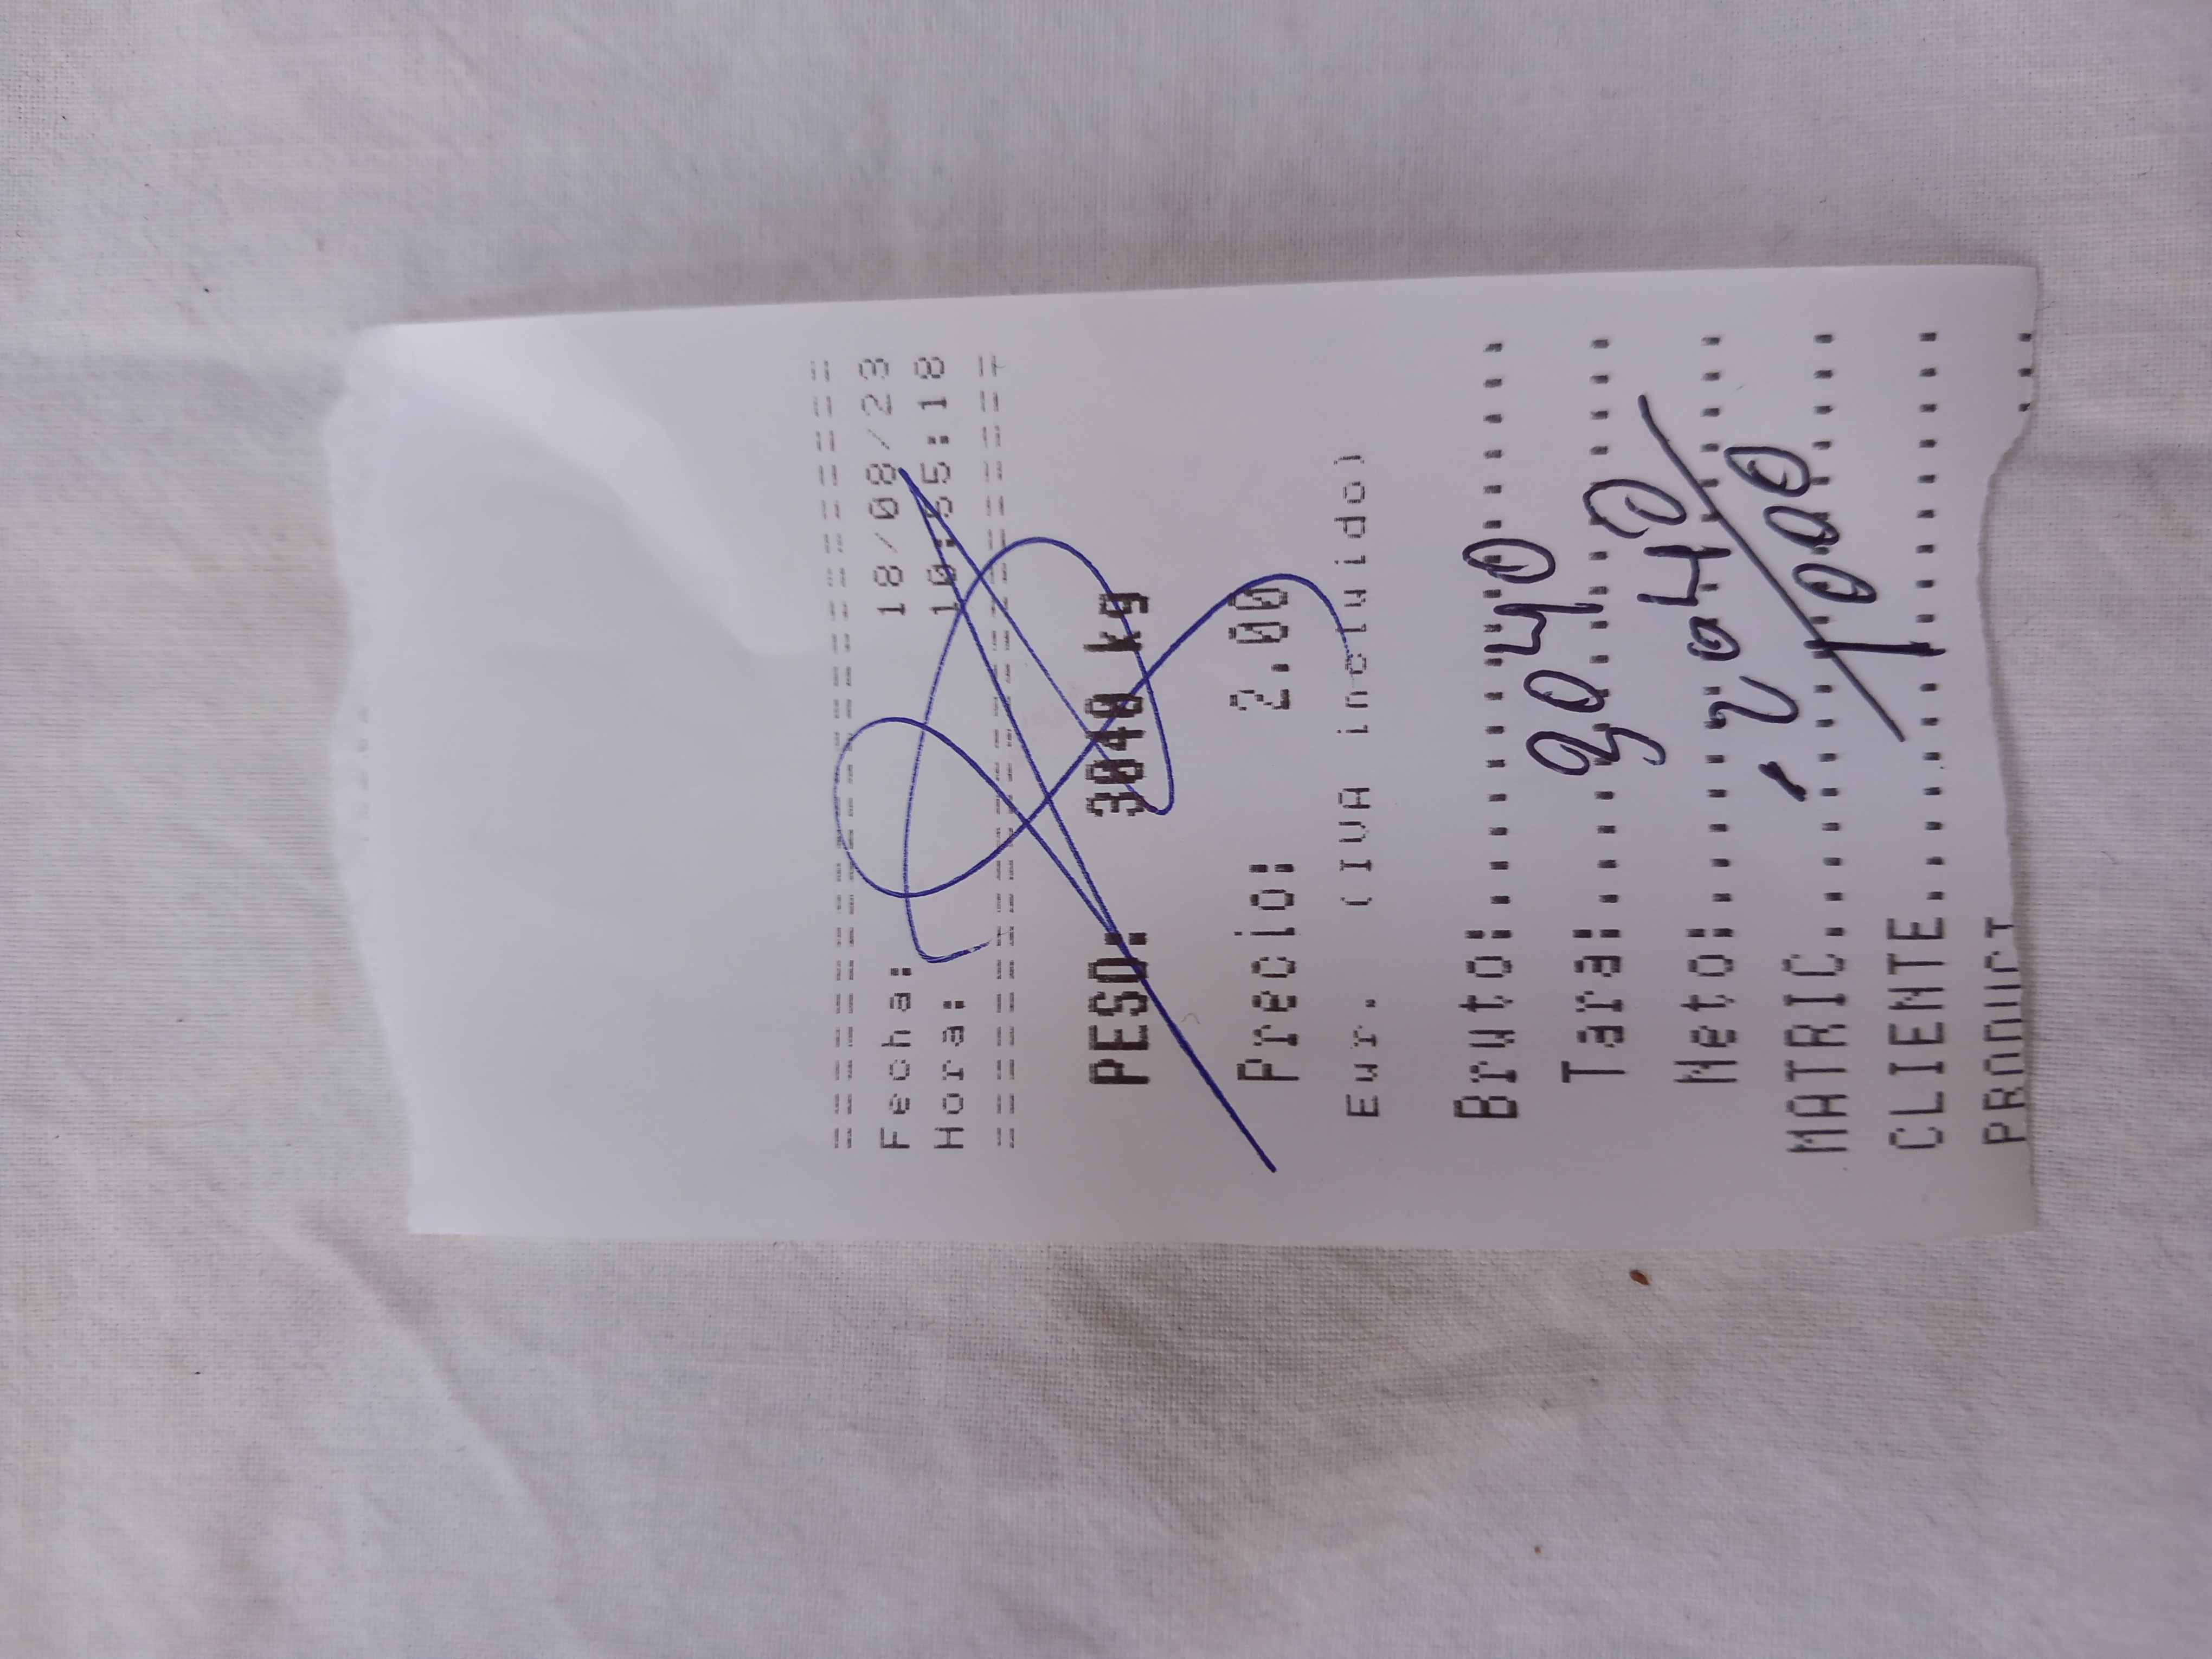 ========================
Fecha: 18/08/23
Hora: 10:55:18
========================
PESO: 3040 kg
Precio: 2.00
Eur. (IVA incluido)
Bruto:...............
3040
Tara:...............
- 2040
Neto:...............
1000
MATRIC................
CLIENTE................
PRODUCT